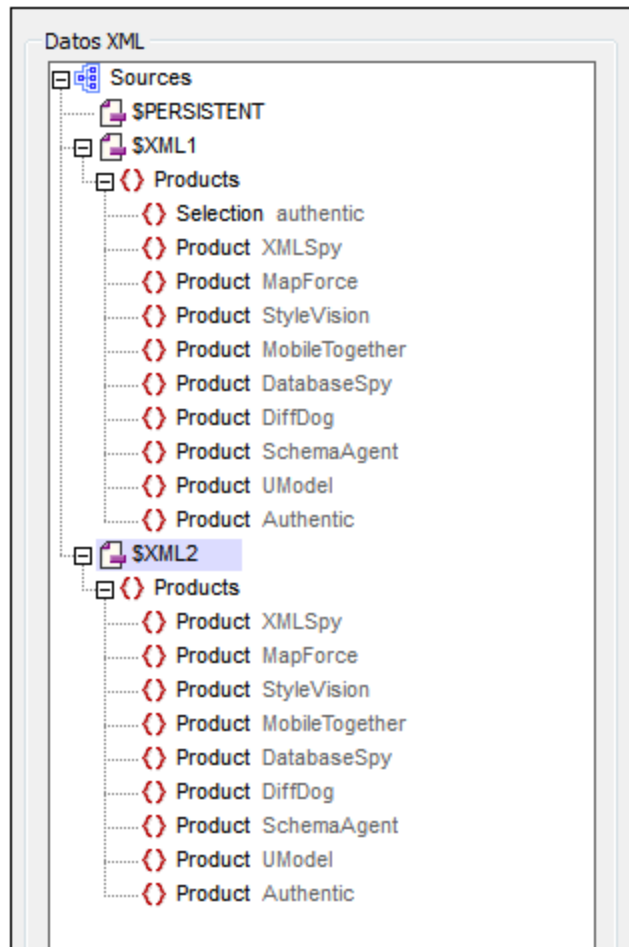 Datos XML
Sources
$PERSISTENT
$XML1
Products
Selection authentic
Product XMLSpy
Product MapForce
Product StyleVision
Product MobileTogether
Product DatabaseSpy
Product DiffDog
Product SchemaAgent
Product UModel
Product Authentic
$XML2
Products
Product XMLSpy
Product MapForce
Product StyleVision
Product MobileTogether
Product DatabaseSpy
Product DiffDog
Product SchemaAgent
Product UModel
Product Authentic